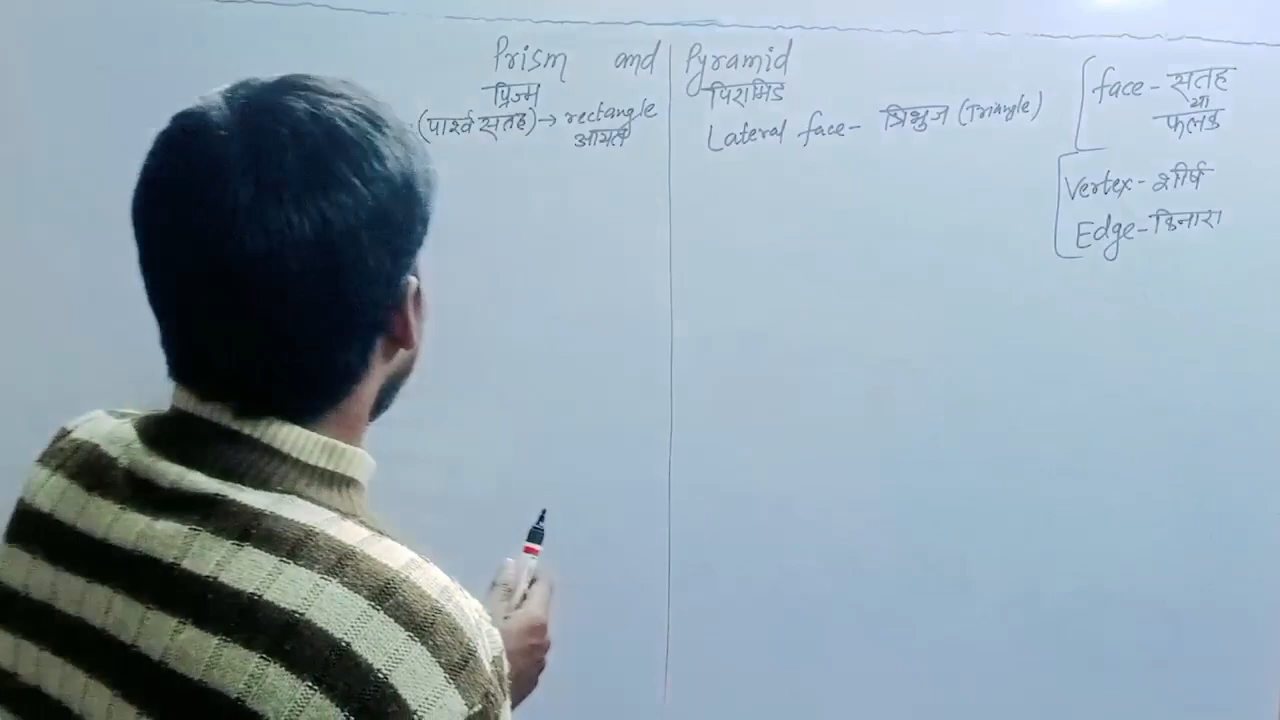 Prism and Pyramid
प्रिज्म
(पार्श्व सतह) → rectangle
आयत
पिरामिड
Lateral face - त्रिभुज (Triangle)
face - सतह
या
फलक
Vertex - शीर्ष
Edge - किनारा